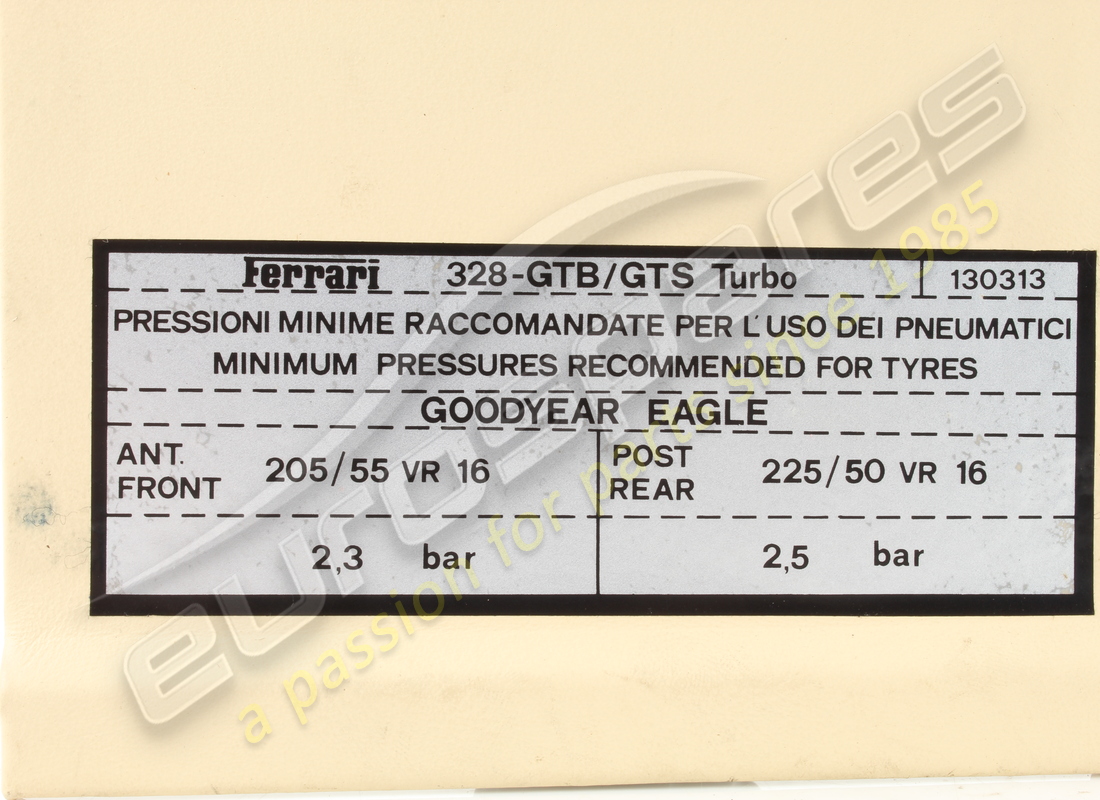 Ferrari 328-GTB/GTS Turbo 130313
PRESSIONI MINIME RACCOMANDATE PER L'USO DEI PNEUMATICI
MINIMUM PRESSURES RECOMMENDED FOR TYRES
GOODYEAR EAGLE
ANT. FRONT 205/55 VR 16
POST REAR 225/50 VR 16
2,3 bar
2,5 bar
eurospares
a passion for parts since 1985